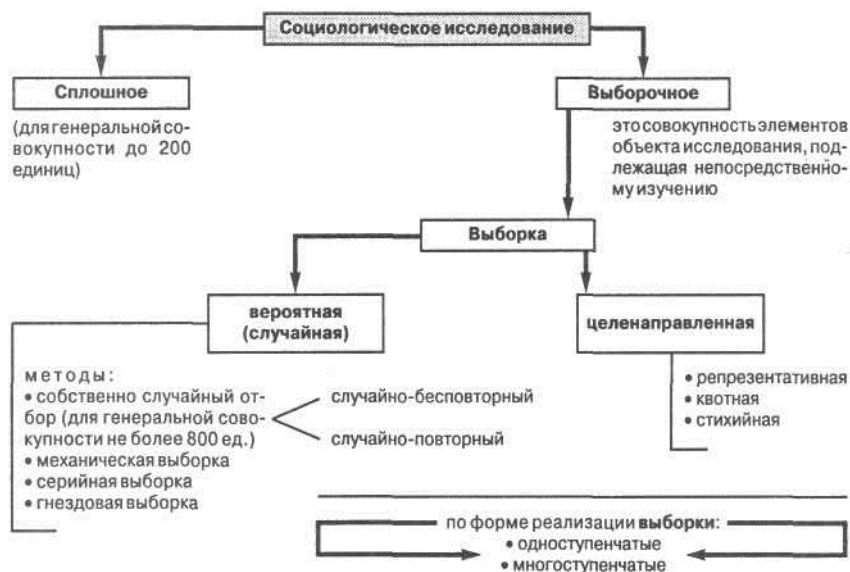 Социологическое исследование
Сплошное
(для генеральной со-
вокупности до 200
единиц)
Выборочное
это совокупность элементов
объекта исследования, под-
лежащая непосредственно-
му изучению
Выборка
вероятная
(случайная)
целенаправленная
методы:
• собственно случайный от-
бор (для генеральной сово-
купности не более 800 ед.)
• механическая выборка
• серийная выборка
• гнездовая выборка
случайно-бесповторный
случайно-повторный
• репрезентативная
• квотная
• стихийная
по форме реализации выборки:
• одноступенчатые
• многоступенчатые